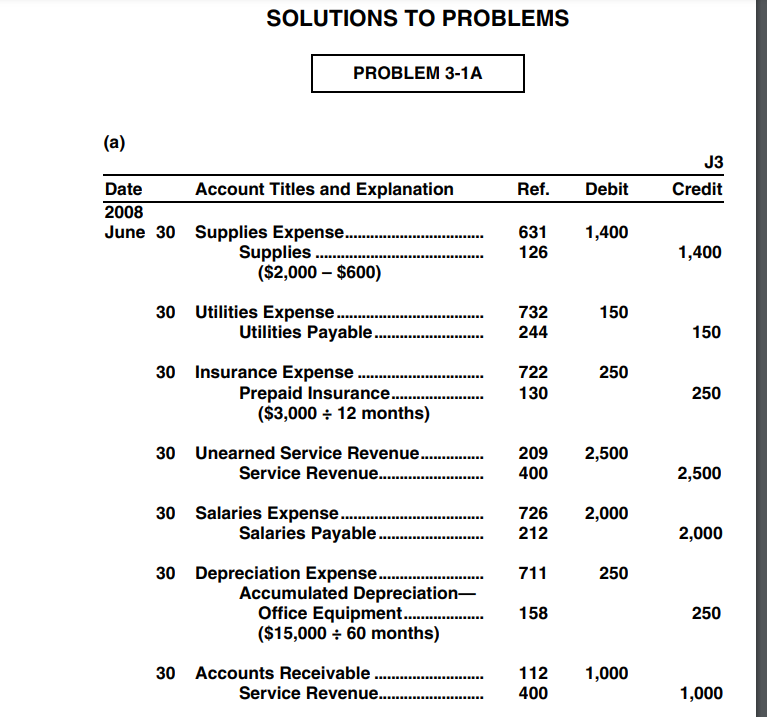 SOLUTIONS TO PROBLEMS
PROBLEM 3-1A
(a)
J3
Date Account Titles and Explanation Ref. Debit Credit
2008
June 30 Supplies Expense................................... 631 1,400
Supplies .......................................... 126 1,400
($2,000 – $600)
30 Utilities Expense ................................... 732 150
Utilities Payable .......................... 244 150
30 Insurance Expense .............................. 722 250
Prepaid Insurance...................... 130 250
($3,000 ÷ 12 months)
30 Unearned Service Revenue............... 209 2,500
Service Revenue......................... 400 2,500
30 Salaries Expense .................................. 726 2,000
Salaries Payable ......................... 212 2,000
30 Depreciation Expense......................... 711 250
Accumulated Depreciation—
Office Equipment................... 158 250
($15,000 ÷ 60 months)
30 Accounts Receivable .......................... 112 1,000
Service Revenue......................... 400 1,000